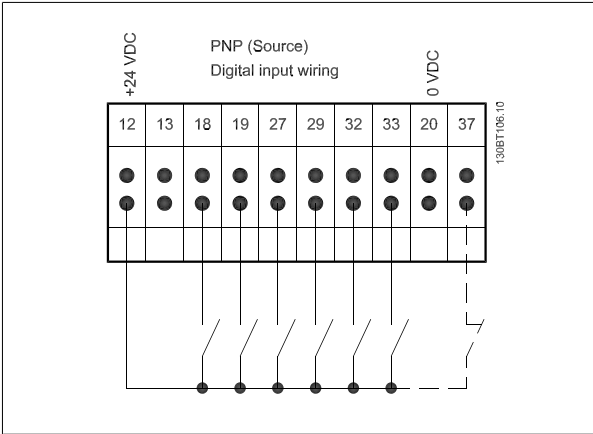 +24 VDC
PNP (Source)
Digital input wiring
0 VDC
12 13 18 19 27 29 32 33 20 37
130BT106.10